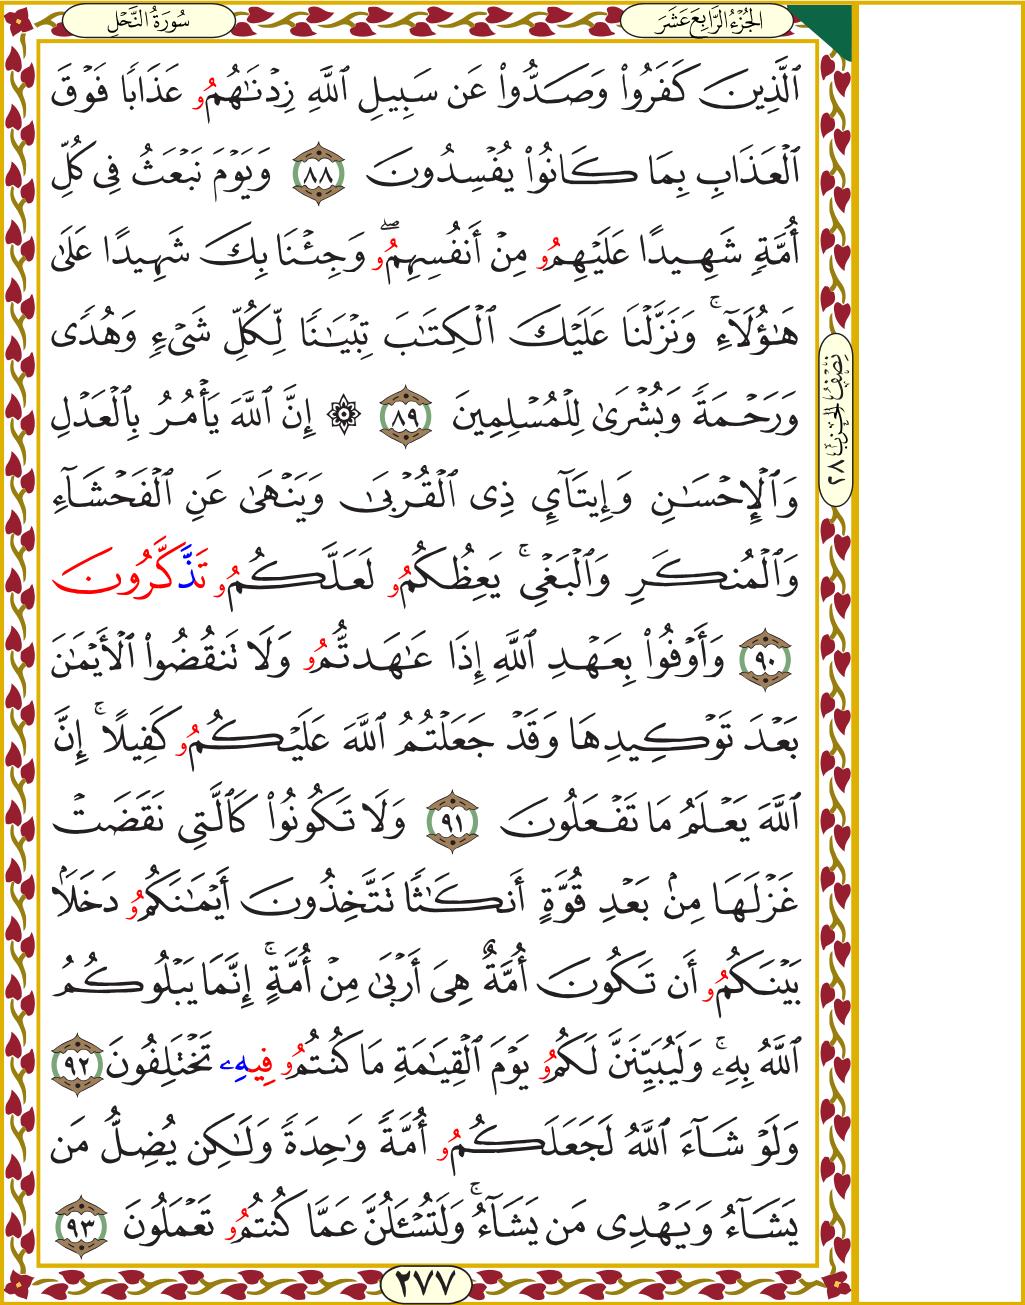 سُورَةُ النَّحْلِ
الجُزْءُ الرَّابِعَ عَشَرَ
ٱلَّذِينَ كَفَرُواْ وَصَدُّواْ عَن سَبِيلِ ٱللَّهِ زِدْنَٰهُمُۥ عَذَابًا فَوْقَ
ٱلْعَذَابِ بِمَا كَانُواْ يُفْسِدُونَ ٨٨ وَيَوْمَ نَبْعَثُ فِى كُلِّ
أُمَّةٍ شَهِيدًا عَلَيْهِمُۥ مِنْ أَنفُسِهِمُۥۖ وَجِئْنَا بِكَ شَهِيدًا عَلَىٰ
هَٰٓؤُلَآءِۚ وَنَزَّلْنَا عَلَيْكَ ٱلْكِتَٰبَ تِبْيَٰنًا لِّكُلِّ شَىْءٍ وَهُدًى
وَرَحْمَةً وَبُشْرَىٰ لِلْمُسْلِمِينَ ٨٩ ۞ إِنَّ ٱللَّهَ يَأْمُرُ بِٱلْعَدْلِ
وَٱلْإِحْسَٰنِ وَإِيتَآىِٕ ذِى ٱلْقُرْبَىٰ وَيَنْهَىٰ عَنِ ٱلْفَحْشَآءِ
وَٱلْمُنكَرِ وَٱلْبَغْىِۚ يَعِظُكُمُۥ لَعَلَّكُمُۥ تَذَّكَّرُونَ
٩٠ وَأَوْفُواْ بِعَهْدِ ٱللَّهِ إِذَا عَٰهَدتُّمُۥ وَلَا تَنقُضُواْ ٱلْأَيْمَٰنَ
بَعْدَ تَوْكِيدِهَا وَقَدْ جَعَلْتُمُ ٱللَّهَ عَلَيْكُمُۥ كَفِيلًاۚ إِنَّ
ٱللَّهَ يَعْلَمُ مَا تَفْعَلُونَ ٩١ وَلَا تَكُونُواْ كَٱلَّتِى نَقَضَتْ
غَزْلَهَا مِنۢ بَعْدِ قُوَّةٍ أَنكَٰثًا تَتَّخِذُونَ أَيْمَٰنَكُمُۥ دَخَلًۢا
بَيْنَكُمُۥ أَن تَكُونَ أُمَّةٌ هِىَ أَرْبَىٰ مِنْ أُمَّةٍۚ إِنَّمَا يَبْلُوكُمُ
ٱللَّهُ بِهِۦۚ وَلَيُبَيِّنَنَّ لَكُمُۥ يَوْمَ ٱلْقِيَٰمَةِ مَا كُنتُمُۥ فِيهِۦ تَخْتَلِفُونَ ٩٢
وَلَوْ شَآءَ ٱللَّهُ لَجَعَلَكُمُۥ أُمَّةً وَٰحِدَةً وَلَٰكِن يُضِلُّ مَن
يَشَآءُ وَيَهْدِى مَن يَشَآءُۚ وَلَتُسْـَٔلُنَّ عَمَّا كُنتُمُۥ تَعْمَلُونَ ٩٣
نِصْفُ الحِزْبِ ٢٨
٢٧٧